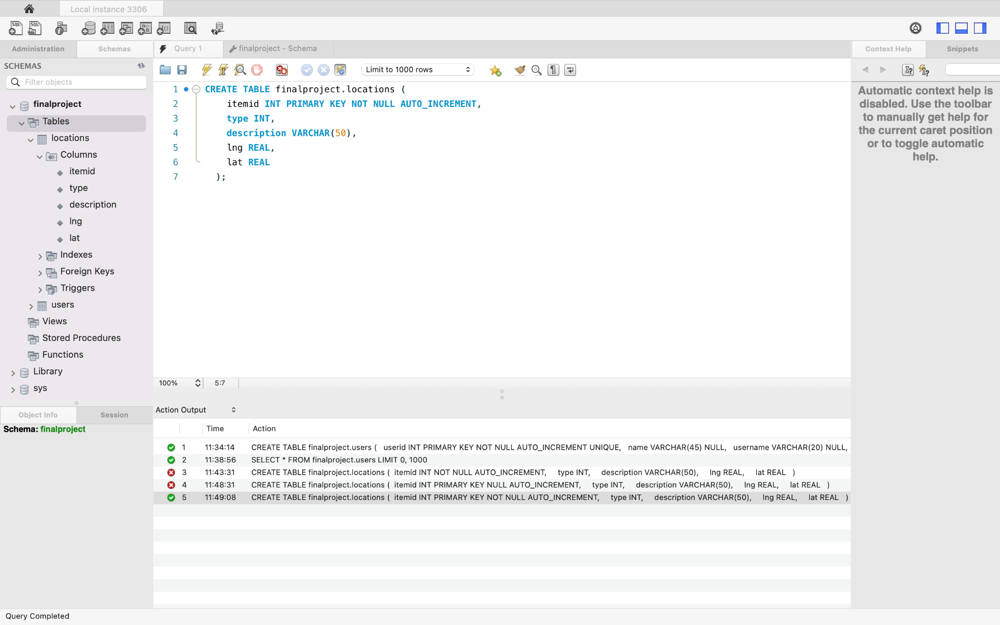 Local instance 3306
Administration
Schemas
Query 1
finalproject - Schema
Context Help
Snippets
SCHEMAS
Filter objects
Limit to 1000 rows
finalproject
Tables
locations
Columns
itemid
type
description
lng
lat
Indexes
Foreign Keys
Triggers
users
Views
Stored Procedures
Functions
Library
sys
Object Info
Session
Schema: finalproject
1 CREATE TABLE finalproject.locations (
2 itemid INT PRIMARY KEY NOT NULL AUTO_INCREMENT,
3 type INT,
4 description VARCHAR(50),
5 lng REAL,
6 lat REAL
7 );
100%
5:7
Automatic context help is
disabled. Use the toolbar
to manually get help for
the current caret position
or to toggle automatic
help.
Action Output
Time Action
1 11:34:14 CREATE TABLE finalproject.users ( userid INT PRIMARY KEY NOT NULL AUTO_INCREMENT UNIQUE, name VARCHAR(45) NULL, username VARCHAR(20) NULL,
2 11:38:56 SELECT * FROM finalproject.users LIMIT 0, 1000
3 11:43:31 CREATE TABLE finalproject.locations ( itemid INT NOT NULL AUTO_INCREMENT, type INT, description VARCHAR(50), lng REAL, lat REAL )
4 11:48:31 CREATE TABLE finalproject.locations ( itemid INT PRIMARY KEY NULL AUTO_INCREMENT, type INT, description VARCHAR(50), lng REAL, lat REAL )
5 11:49:08 CREATE TABLE finalproject.locations ( itemid INT PRIMARY KEY NOT NULL AUTO_INCREMENT, type INT, description VARCHAR(50), lng REAL, lat REAL )
Query Completed